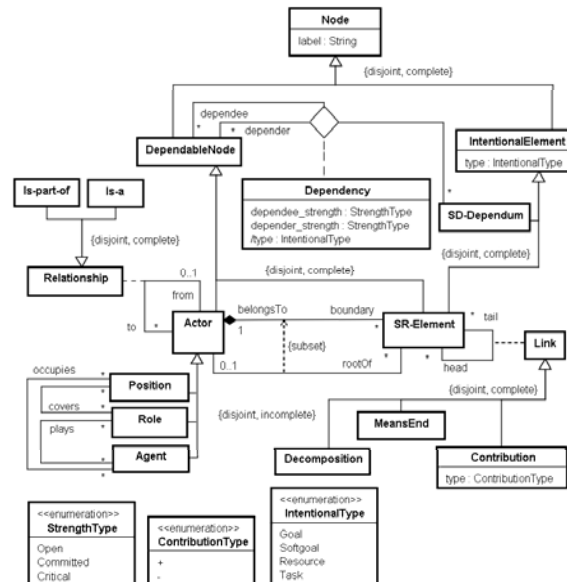 Node
label : String
{disjoint, complete}
dependee
*
*
depender
DependableNode
IntentionalElement
type : IntentionalType
Is-part-of
Is-a
Dependency
dependee_strength : StrengthType
depender_strength : StrengthType
/type : IntentionalType
*
SD-Dependum
{disjoint, complete}
{disjoint, complete}
{disjoint, complete}
Relationship
0..1
from
to
*
Actor
belongsTo
1
boundary
*
SR-Element
*
tail
Link
{subset}
0..1
rootOf
*
*
head
occupies
*
Position
*
covers
*
Role
*
plays
*
Agent
*
{disjoint, complete}
{disjoint, incomplete}
MeansEnd
Decomposition
Contribution
type : ContributionType
<<enumeration>>
StrengthType
Open
Committed
Critical
<<enumeration>>
ContributionType
+
-
<<enumeration>>
IntentionalType
Goal
Softgoal
Resource
Task